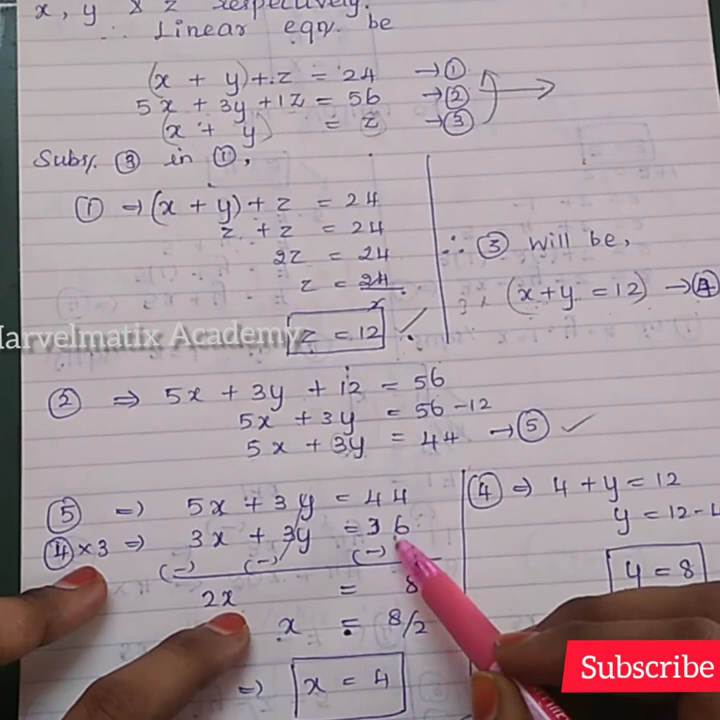 x, y & z respectively.
∴ Linear eqn. be
(x + y) + z = 24 → ①
5x + 3y + 1z = 56 → ②
(x + y) = z → ③
Subs. ③ in ①,
① ⇒ (x + y) + z = 24
z + z = 24
2z = 24
z = 24/2
z = 12 ✓
∴ ③ will be,
(x + y = 12) → ④
Marvelmatix Academy
② ⇒ 5x + 3y + 12 = 56
5x + 3y = 56 - 12
5x + 3y = 44 → ⑤ ✓
⑤ ⇒ 5x + 3y = 44
④ × 3 ⇒ 3x + 3y = 36
(-) (-) (-)
2x = 8
x = 8/2
⇒ x = 4
④ ⇒ 4 + y = 12
y = 12 - 4
y = 8
Subscribe